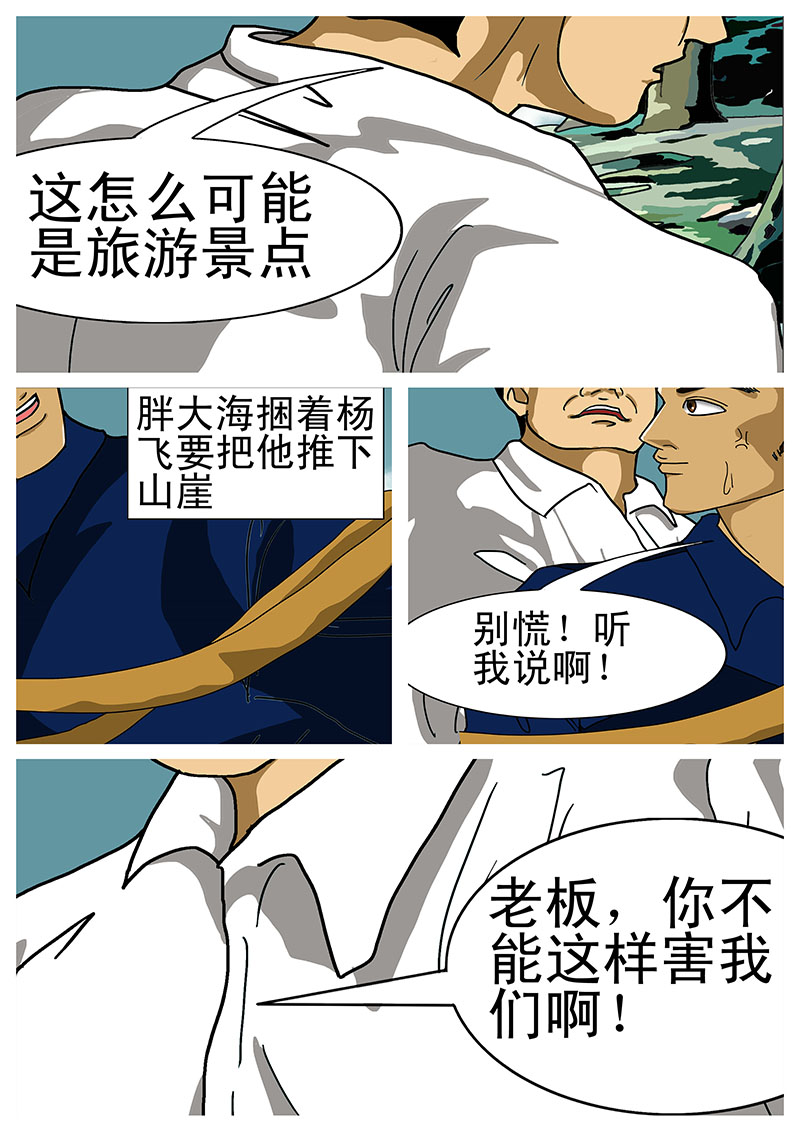 这怎么可能
是旅游景点
胖大海捆着杨
飞要把他推下
山崖
别慌！听
我说啊！
老板，你不
能这样害我
们啊！